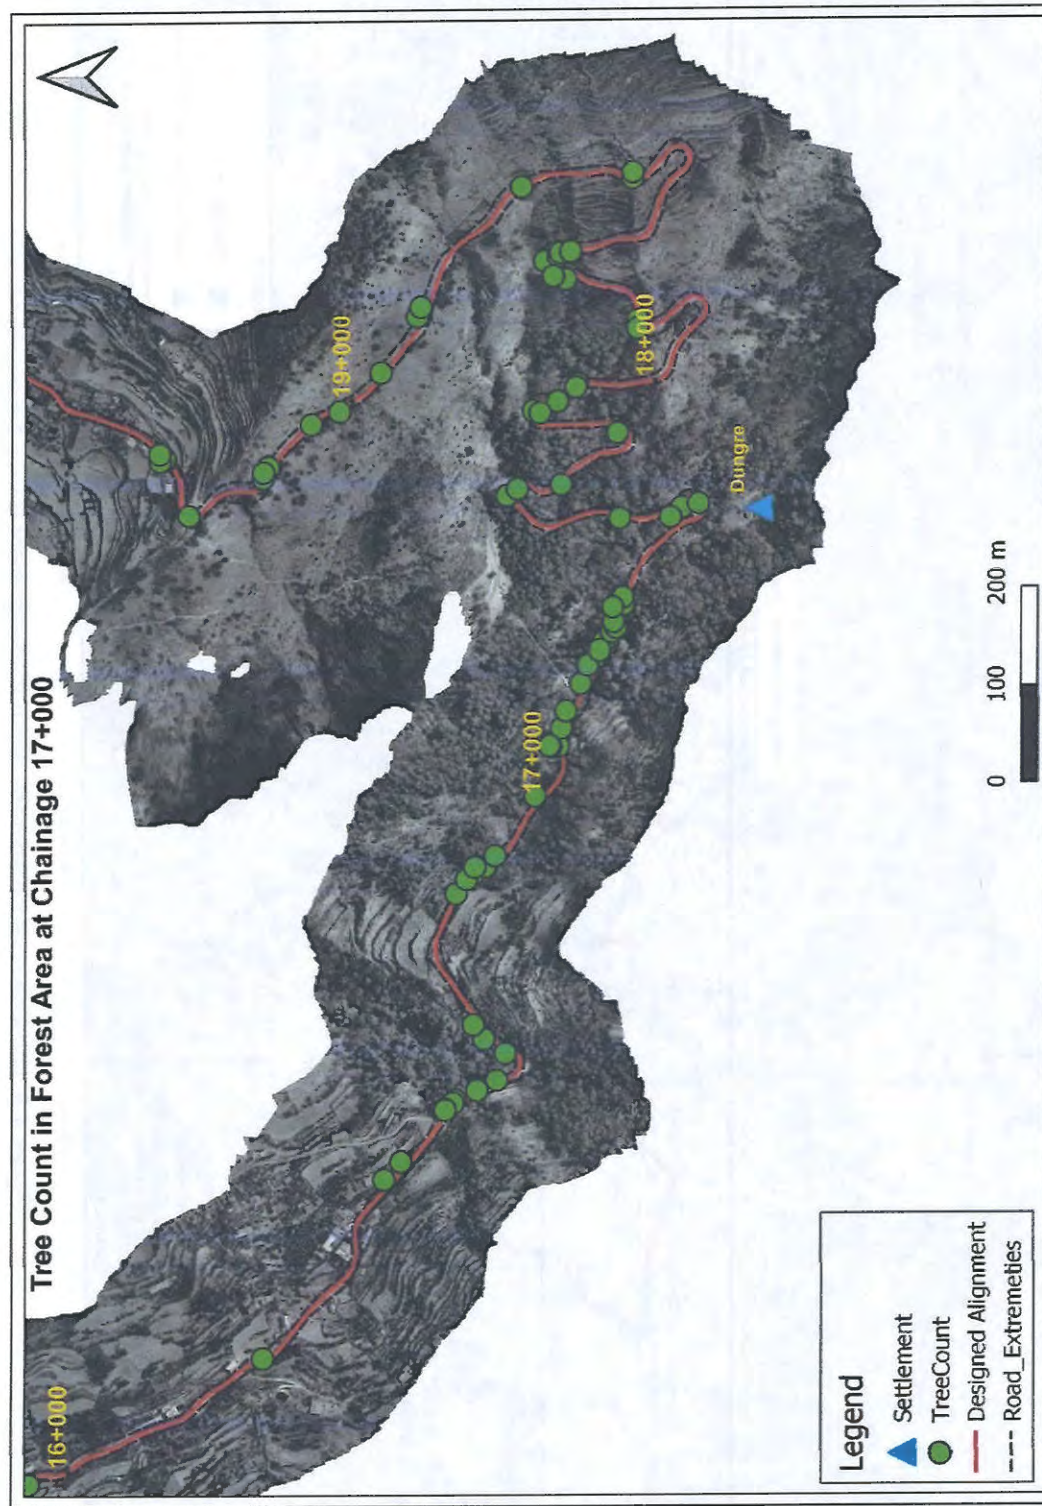 Tree Count in Forest Area at Chainage 17+000
16+000
17+000
18+000
19+000
Dungre
Legend
Settlement
TreeCount
Designed Alignment
Road_Extremeties
0 100 200 m